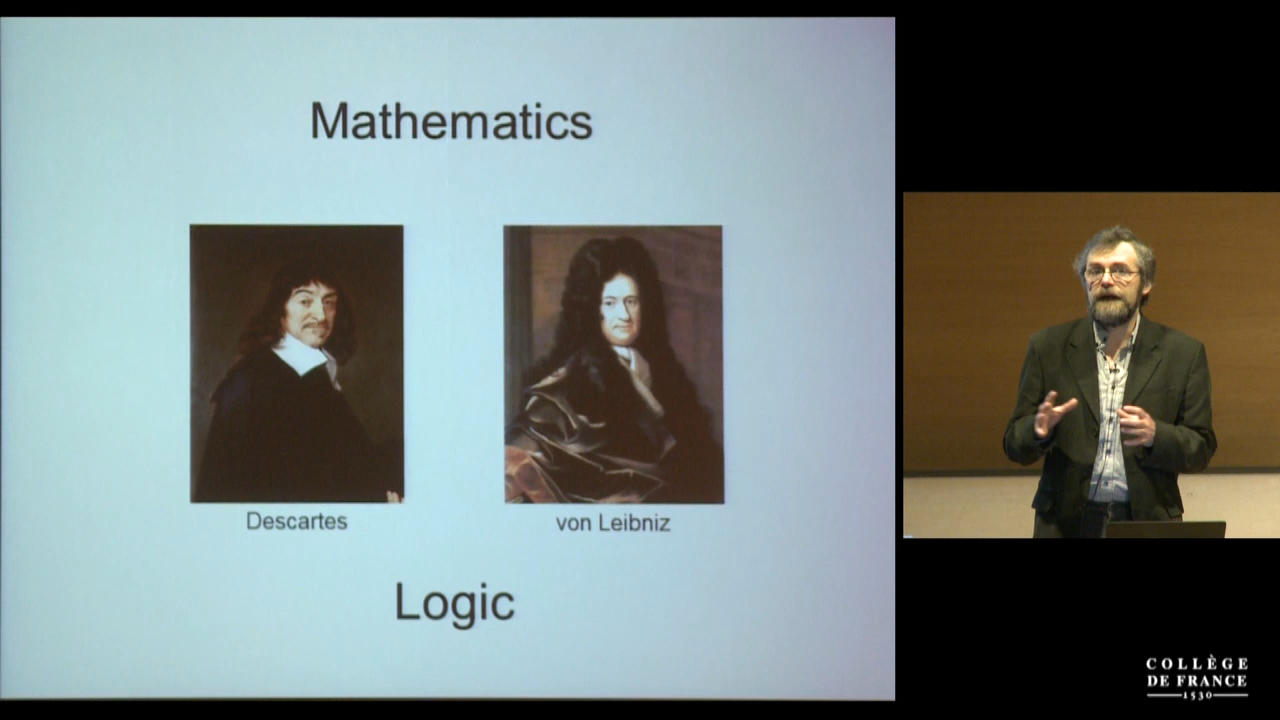 Mathematics
Descartes
von Leibniz
Logic
COLLÈGE
DE FRANCE
1530